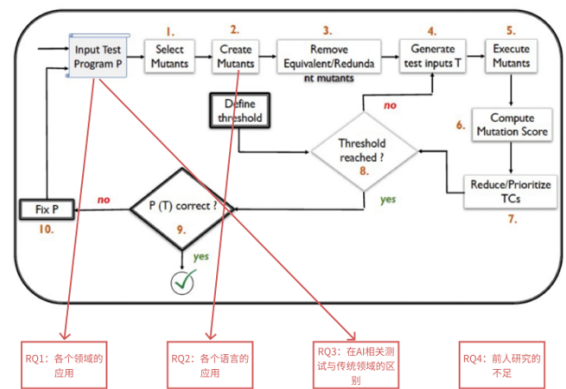 1.
2.
3.
4.
5.
Input Test
Program P
Select
Mutants
Create
Mutants
Remove
Equivalent/Redunda
nt mutants
Generate
test inputs T
Execute
Mutants
Define
threshold
no
6.
Compute
Mutation Score
Threshold
reached ?
8.
Reduce/Prioritize
TCs
7.
yes
Fix P
10.
no
P (T) correct ?
9.
yes
RQ1：各个领域的
应用
RQ2：各个语言的
应用
RQ3：在AI相关测
试与传统领域的区
别
RQ4：前人研究的
不足